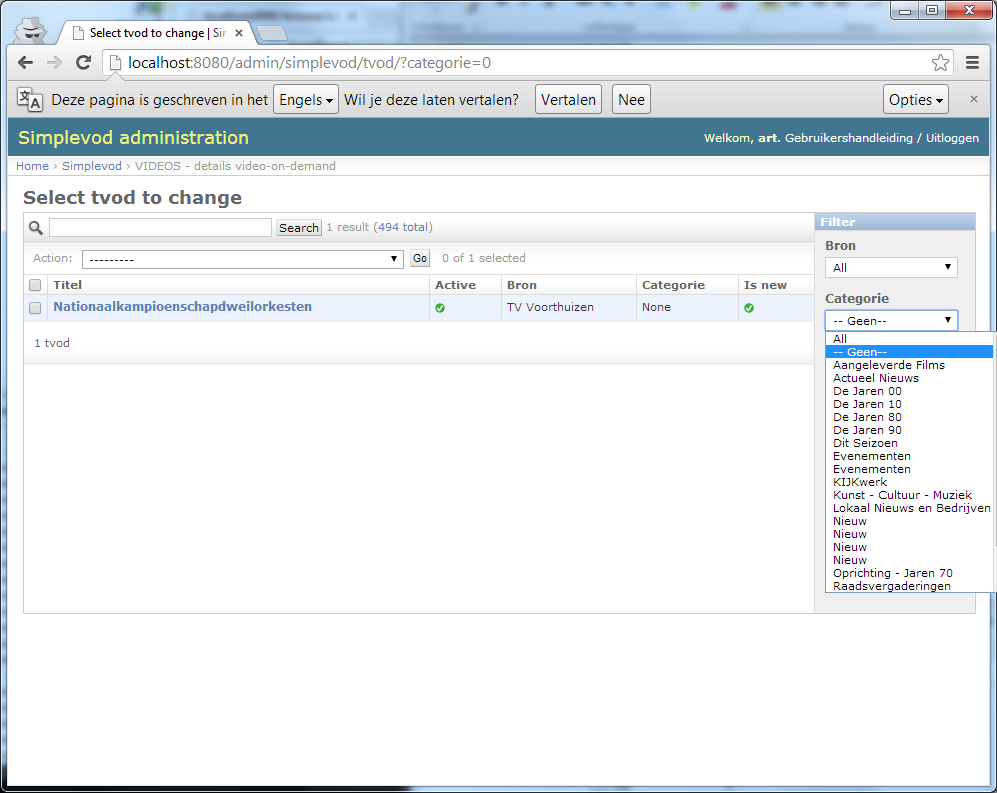 Select tvod to change | Sir
localhost:8080/admin/simplevod/tvod/?categorie=0
Deze pagina is geschreven in het Engels Wil je deze laten vertalen? Vertalen Nee Opties
Simplevod administration
Welkom, art. Gebruikershandleiding / Uitloggen
Home › Simplevod › VIDEOS - details video-on-demand
Select tvod to change
Search 1 result (494 total)
Action: --------- Go 0 of 1 selected
Titel Active Bron Categorie Is new
Nationaalkampioenschapdweilorkesten TV Voorthuizen None
1 tvod
Filter
Bron
All
Categorie
-- Geen--
All
-- Geen--
Aangeleverde Films
Actueel Nieuws
De Jaren 00
De Jaren 10
De Jaren 80
De Jaren 90
Dit Seizoen
Evenementen
Evenementen
KIJKwerk
Kunst - Cultuur - Muziek
Lokaal Nieuws en Bedrijven
Nieuw
Nieuw
Nieuw
Nieuw
Oprichting - Jaren 70
Raadsvergaderingen